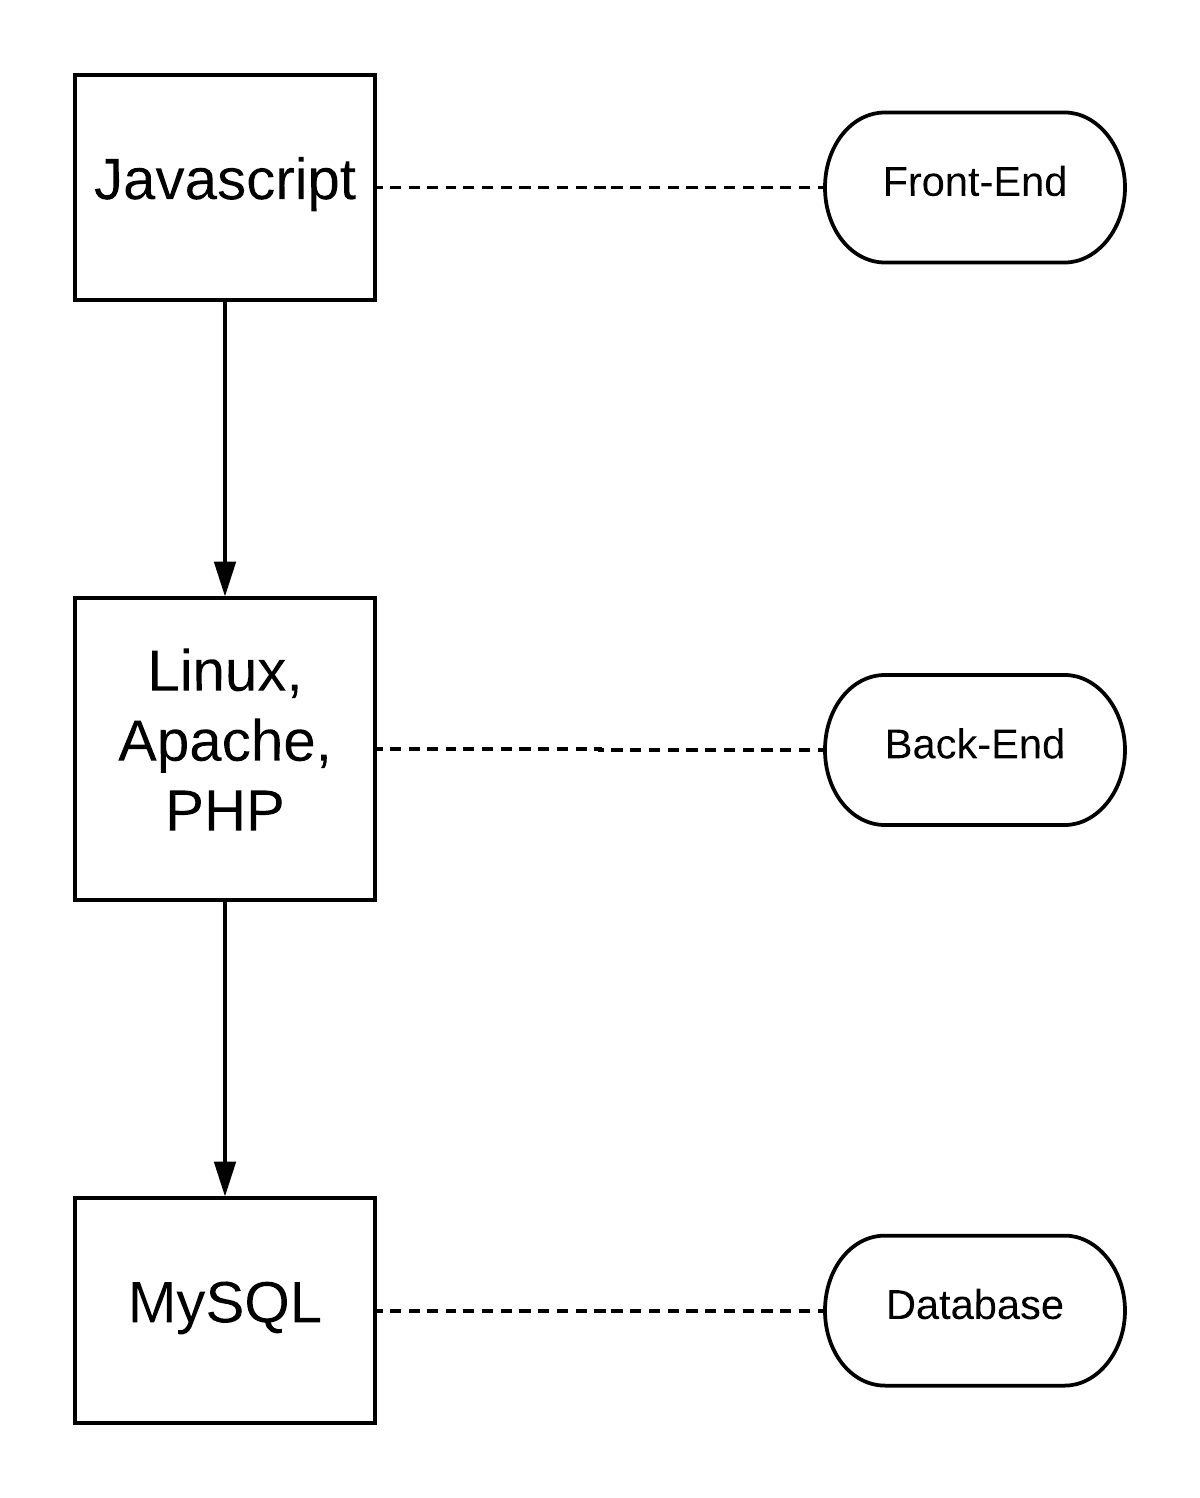 Javascript
Front-End
Linux,
Apache,
PHP
Back-End
MySQL
Database